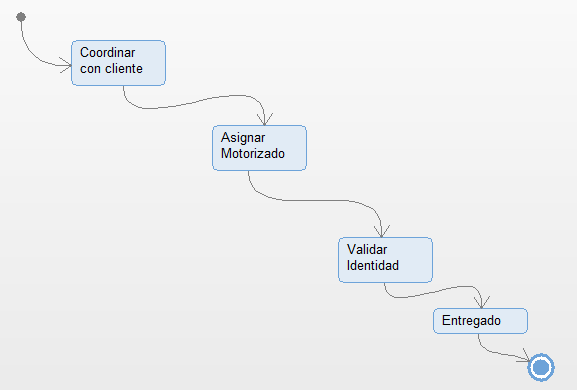 Coordinar
con cliente
Asignar
Motorizado
Validar
Identidad
Entregado